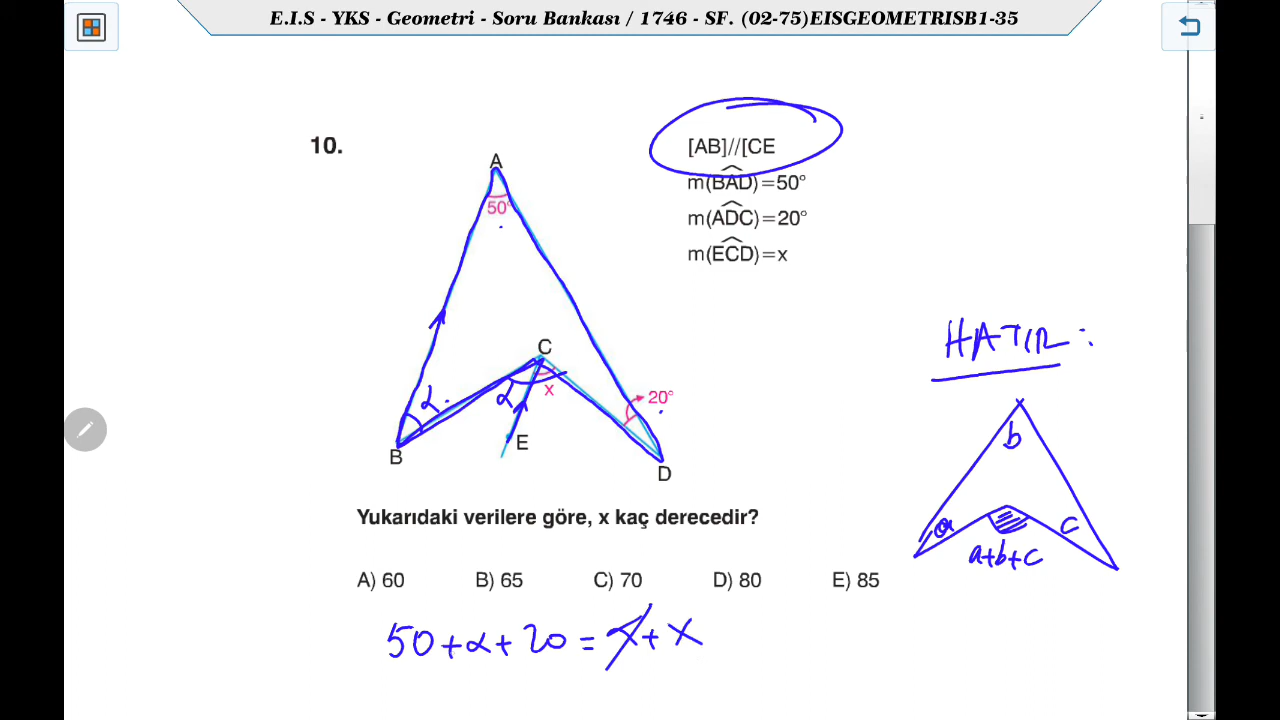 E.I.S - YKS - Geometri - Soru Bankası / 1746 - SF. (02-75)EISGEOMETRISB1-35
10.
[AB]//[CE
m(BAD)=50°
m(ADC)=20°
m(ECD)=x
A
50°
C
x
20°
α
α
E
B
D
HATIR:
b
a
c
a+b+c
Yukarıdaki verilere göre, x kaç derecedir?
A) 60 B) 65 C) 70 D) 80 E) 85
50+α+20=α+x